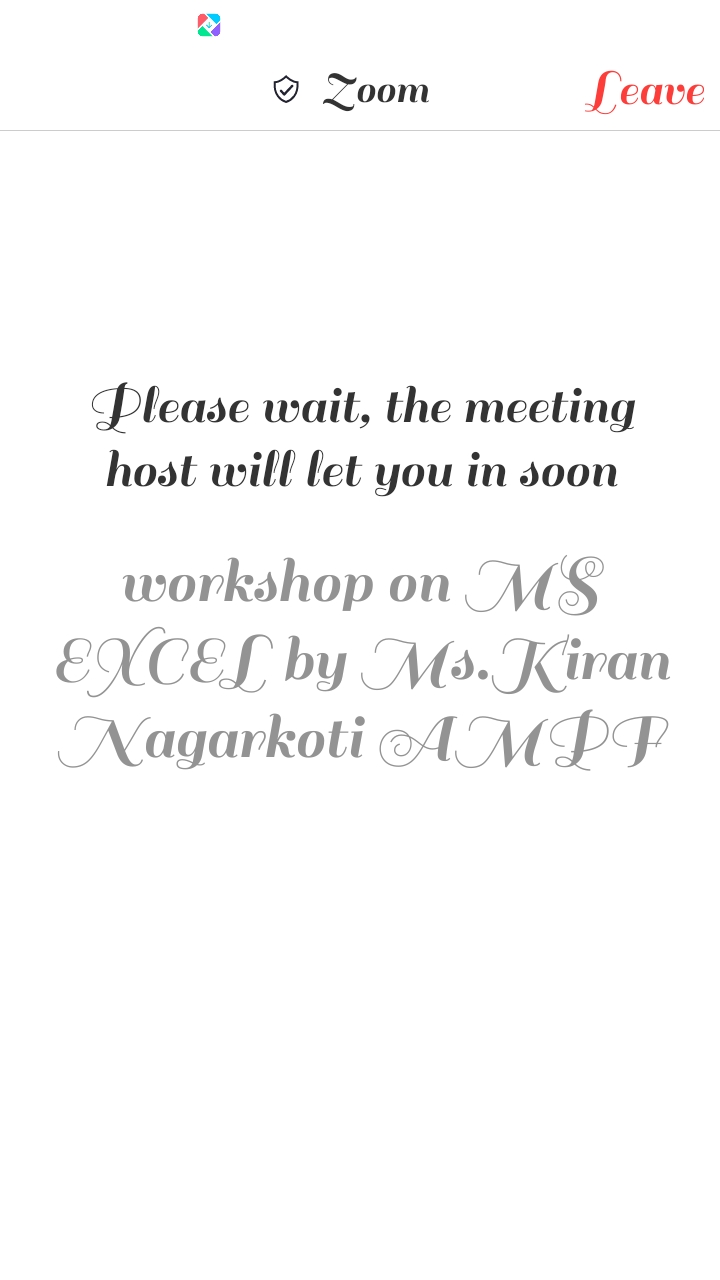 Zoom
Leave
Please wait, the meeting
host will let you in soon
workshop on MS
EXCEL by Ms.Kiran
Nagarkoti AMPF